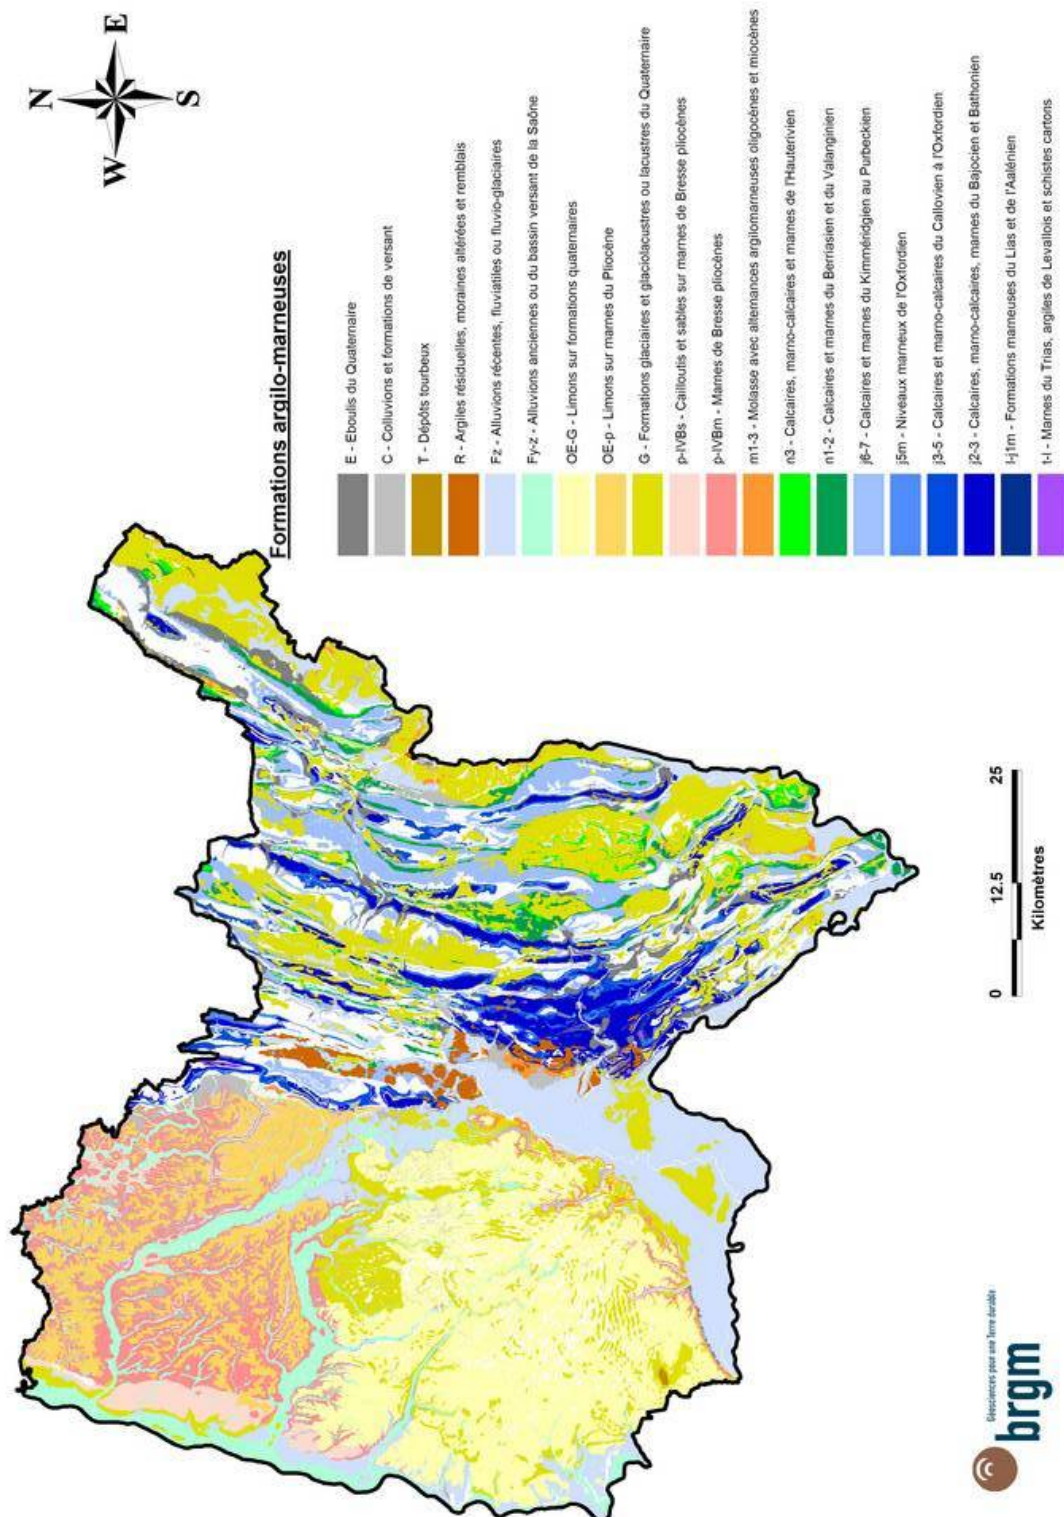 N
W
E
S
Formations argilo-marneuses
E - Eboulis du Quaternaire
C - Colluvions et formations de versant
T - Dépôts tourbeux
R - Argiles résiduelles, moraines altérées et remblais
Fz - Alluvions récentes, fluviatiles ou fluvio-glaciaires
Fy-z - Alluvions anciennes ou du bassin versant de la Saône
OE-G - Limons sur formations quaternaires
OE-p - Limons sur marnes du Pliocène
G - Formations glaciaires et glaciolacustres ou lacustres du Quaternaire
p-IVBs - Cailloutis et sables sur marnes de Bresse pliocènes
p-IVBm - Marnes de Bresse pliocènes
m1-3 - Molasse avec alternances argilomarneuses oligocènes et miocènes
n3 - Calcaires, marno-calcaires et marnes de l'Hauterivien
n1-2 - Calcaires et marnes du Berriasien et du Valanginien
j6-7 - Calcaires et marnes du Kimméridgien au Purbeckien
j5m - Niveaux marneux de l'Oxfordien
j3-5 - Calcaires et marno-calcaires du Callovien à l'Oxfordien
j2-3 - Calcaires, marno-calcaires, marnes du Bajocien et Bathonien
l-j1m - Formations marneuses du Lias et de l'Aalénien
t-l - Marnes du Trias, argiles de Levallois et schistes cartons
0 12.5 25
Kilomètres
Géosciences pour une Terre durable
brgm